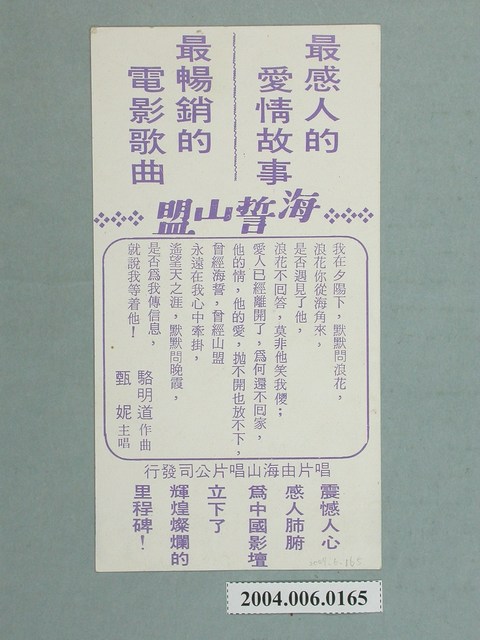 最感人的
愛情故事
最暢銷的
電影歌曲
海誓山盟
我在夕陽下，默默問浪花，
浪花你從海角來，
是否遇見了他，
浪花不回答，莫非他笑我儍；
愛人已經離開了，爲何還不回家，
他的情，他的愛，拋不開也放不下，
曾經海誓，曾經山盟
永遠在我心中牽掛，
遙望天之涯，默默問晚霞，
是否爲我傳信息，
就說我等着他！
駱明道作曲
甄妮主唱
唱片由海山唱片公司發行
震憾人心
感人肺腑
爲中國影壇
立下了
輝煌燦爛的
里程碑！
2004.006.0165